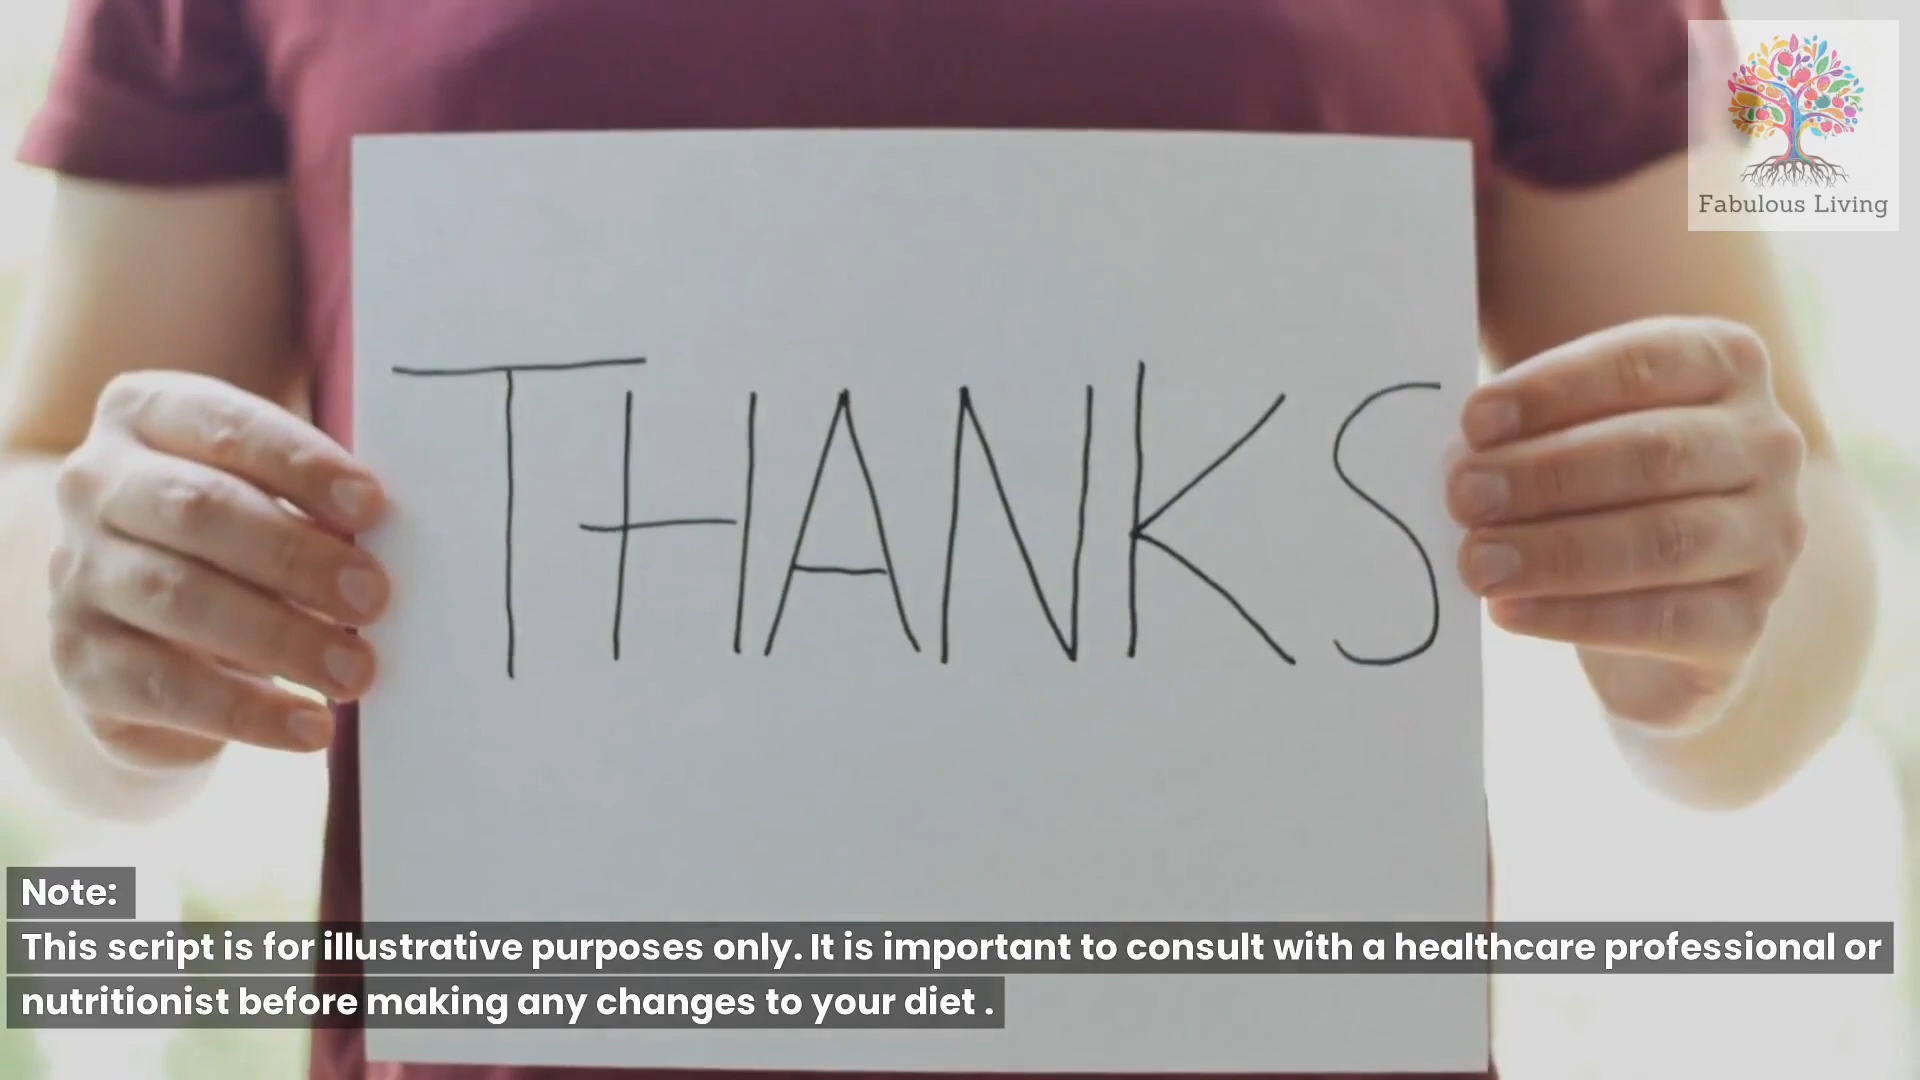 Fabulous Living
THANKS
Note:
This script is for illustrative purposes only. It is important to consult with a healthcare professional or
nutritionist before making any changes to your diet .